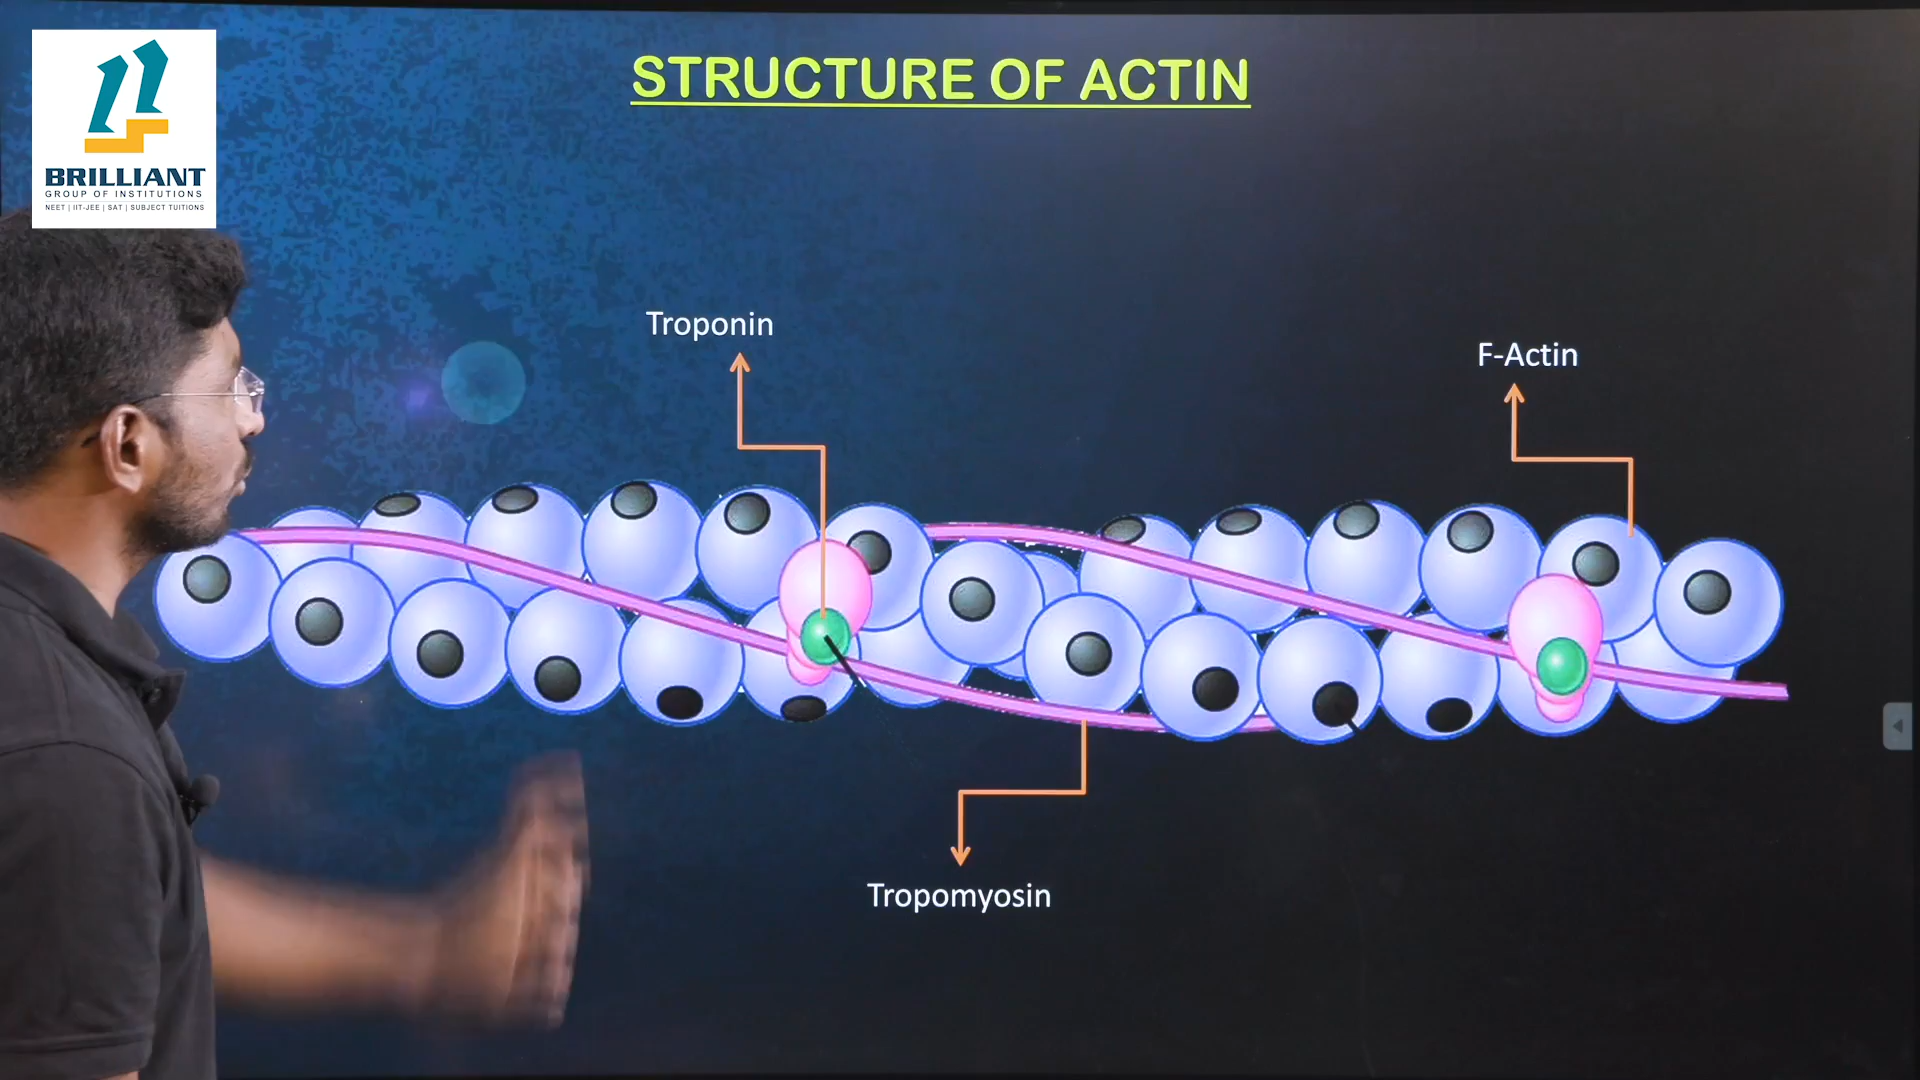 STRUCTURE OF ACTIN
BRILLIANT
GROUP OF INSTITUTIONS
NEET | IIT-JEE | SAT | SUBJECT TUITIONS
Troponin
F-Actin
Tropomyosin